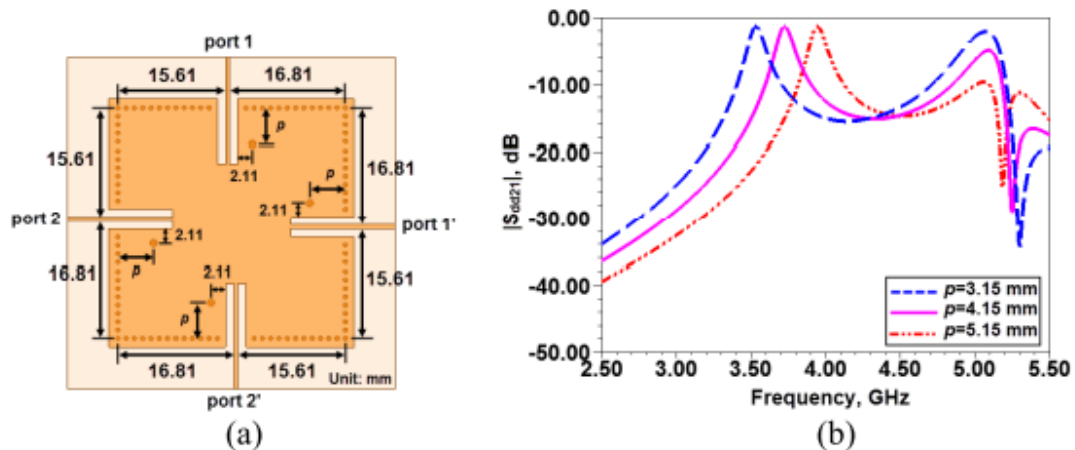 port 1
15.61
16.81
p
15.61
2.11
16.81
p
2.11
port 2
port 1'
2.11
p
2.11
16.81
15.61
p
16.81
15.61
Unit: mm
port 2'
(a)
|Sdd21|, dB
0.00
-10.00
-20.00
-30.00
-40.00
-50.00
p=3.15 mm
p=4.15 mm
p=5.15 mm
2.50 3.00 3.50 4.00 4.50 5.00 5.50
Frequency, GHz
(b)